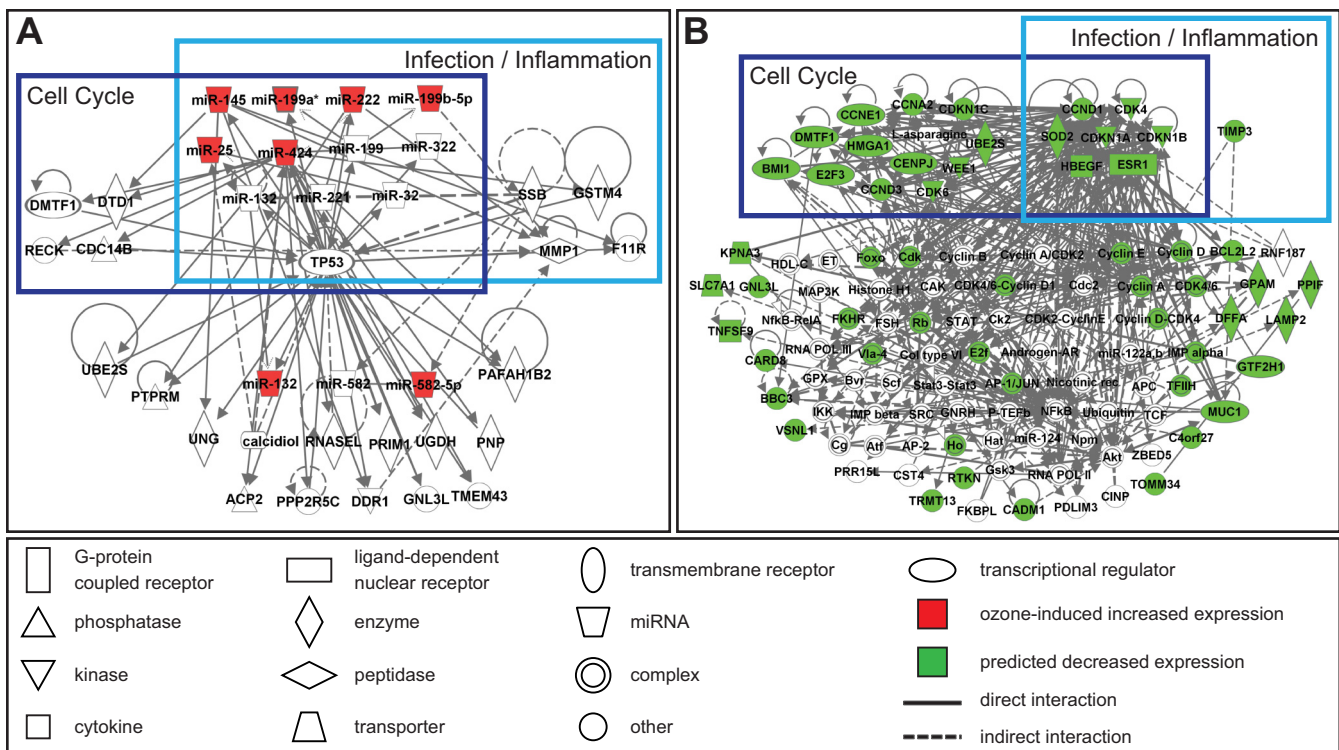 A
Infection / Inflammation
Cell Cycle
miR-145
miR-199a*
miR-222
miR-199b-5p
miR-25
miR-424
miR-199
miR-322
DMTF1
DTD1
miR-132
miR-221
miR-32
SSB
GSTM4
RECK
CDC14B
TP53
MMP1
F11R
UBE2S
PTPRM
miR-132
miR-582
miR-582-5p
PAFAH1B2
UNG
calcidiol
RNASEL
PRIM1
UGDH
PNP
ACP2
PPP2R5C
DDR1
GNL3L
TMEM43
B
Infection / Inflammation
Cell Cycle
CCNE1
CCNA2
CDKN1C
CCND1
CDK4
DMTF1
L-asparagine
HMGA1
UBE2S
SOD2
CDKN1A
CDKN1B
TIMP3
BMI1
E2F3
CENPJ
WEE1
HBEGF
ESR1
CCND3
CDK6
KPNA3
HDL-C
ET
Foxo
Cdk
Cyclin B
Cyclin A/CDK2
Cyclin E
Cyclin D
BCL2L2
RNF187
SLC7A1
GNL3L
MAP3K
Histone H1
CAK
CDK4/6-Cyclin D1
Cdc2
Cyclin A
CDK4/6
GPAM
PPIF
TNFSF9
NfkB-RelA
FKHR
FSH
Rb
STAT
Ck2
CDK2-CyclinE
Cyclin D-CDK4
DFFA
LAMP2
CARD8
RNA POL III
Vla-4
Col type VI
E2f
Androgen-AR
miR-122a,b
IMP alpha
GTF2H1
BBC3
GPX
Bvr
Scf
Stat3-Stat3
AP-1/JUN
Nicotinic rec
APC
TFIIH
VSNL1
IKK
IMP beta
SRC
GNRH
P-TEFb
NFkB
Ubiquitin
TCF
MUC1
Cg
Atf
AP-2
Ho
Hat
miR-124
Npm
Akt
ZBED5
C4orf27
PRR15L
CST4
RTKN
Gsk3
RNA POL II
CINP
TOMM34
TRMT13
FKBPL
CADM1
PDLIM3
G-protein
coupled receptor
ligand-dependent
nuclear receptor
transmembrane receptor
transcriptional regulator
phosphatase
enzyme
miRNA
ozone-induced increased expression
kinase
peptidase
complex
predicted decreased expression
direct interaction
cytokine
transporter
other
indirect interaction